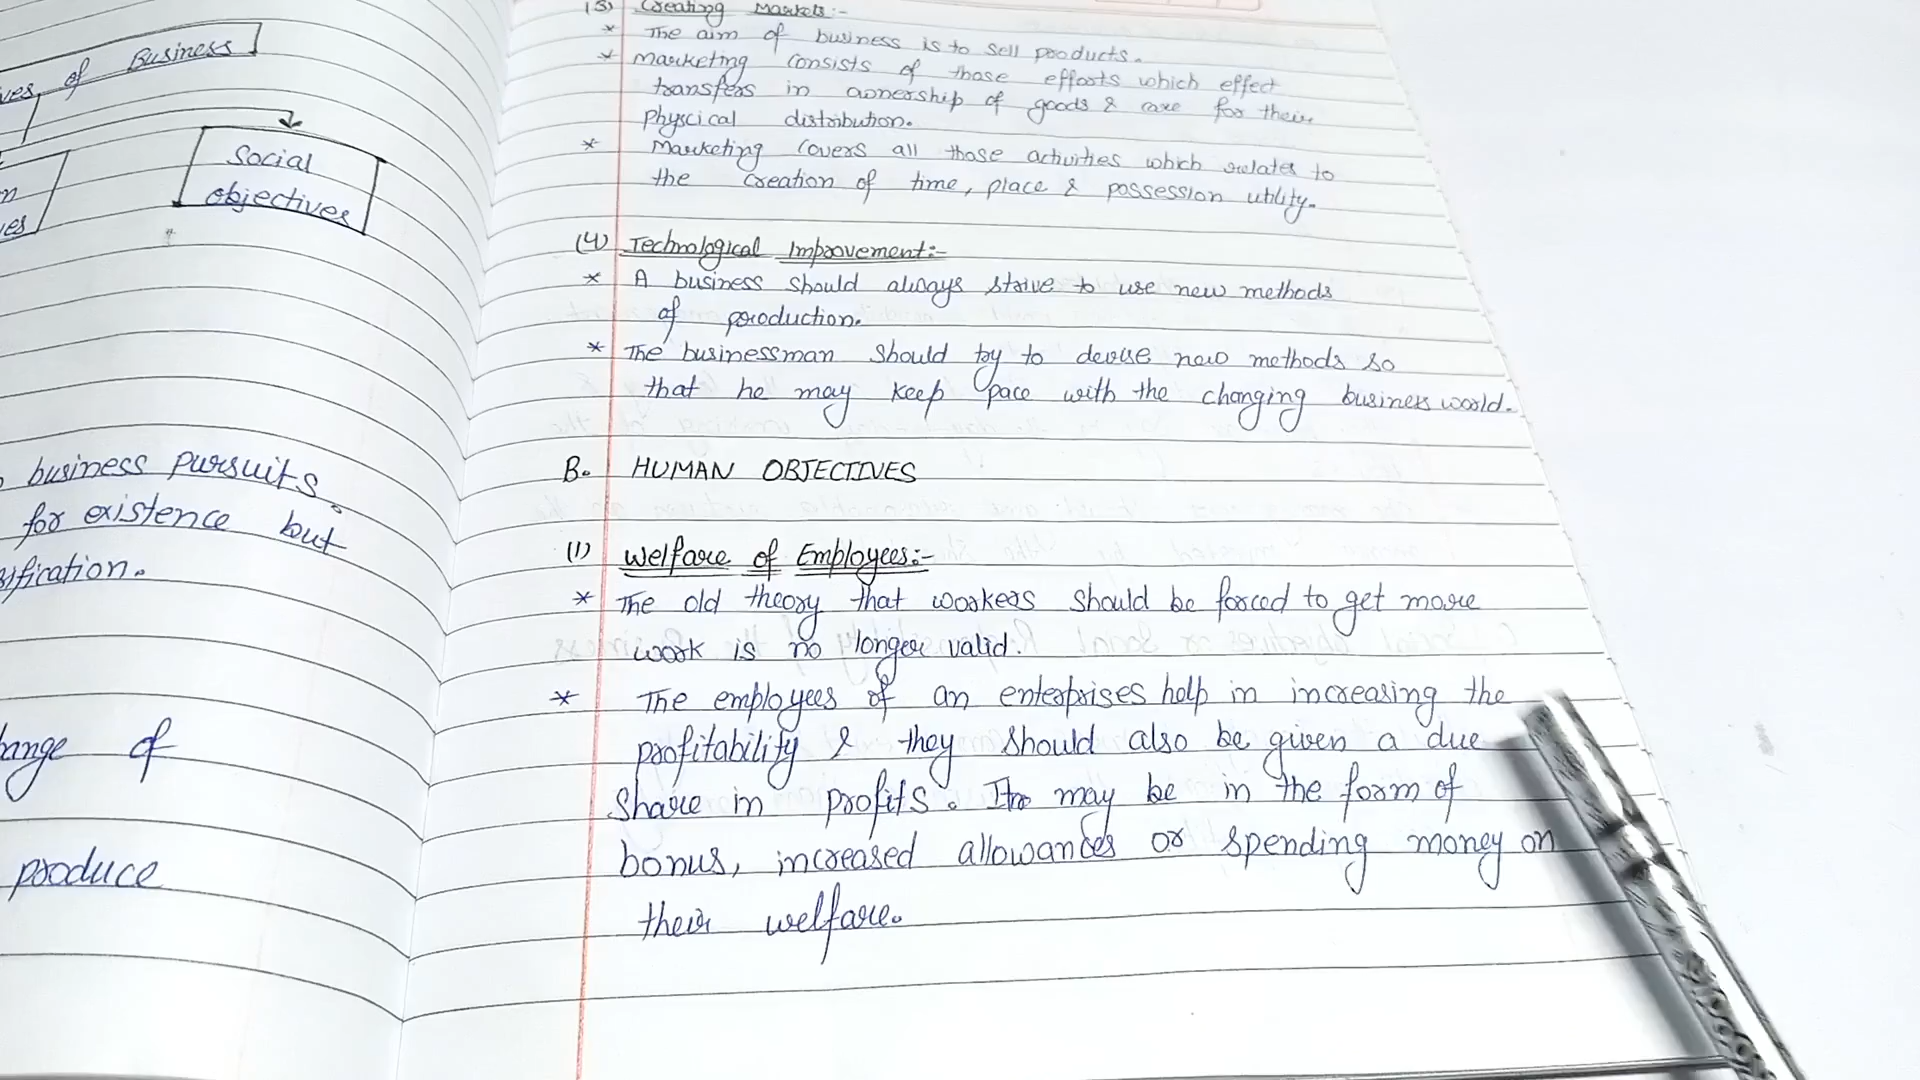 ves of Business
Social
objectives
n
es
business pursuits
for existence but
fication.
hange of
produce
(3) Creating Markets:-
* The aim of business is to sell products.
* Marketing consists of those efforts which effect
transfers in ownership of goods & care for their
Physcical distribution.
* Marketing covers all those activities which relates to
the creation of time, place & possession utility.
(4) Technological Improvement:-
* A business should always strive to use new methods
of production.
* The businessman should try to devise new methods so
that he may keep pace with the changing business world.
B. HUMAN OBJECTIVES
(1) Welfare of Employees:-
* The old theory that workers should be forced to get more
work is no longer valid.
* The employees of an enterprises help in increasing the
profitability & they should also be given a due
share in profits. It may be in the form of
bonus, increased allowances or spending money on
their welfare.